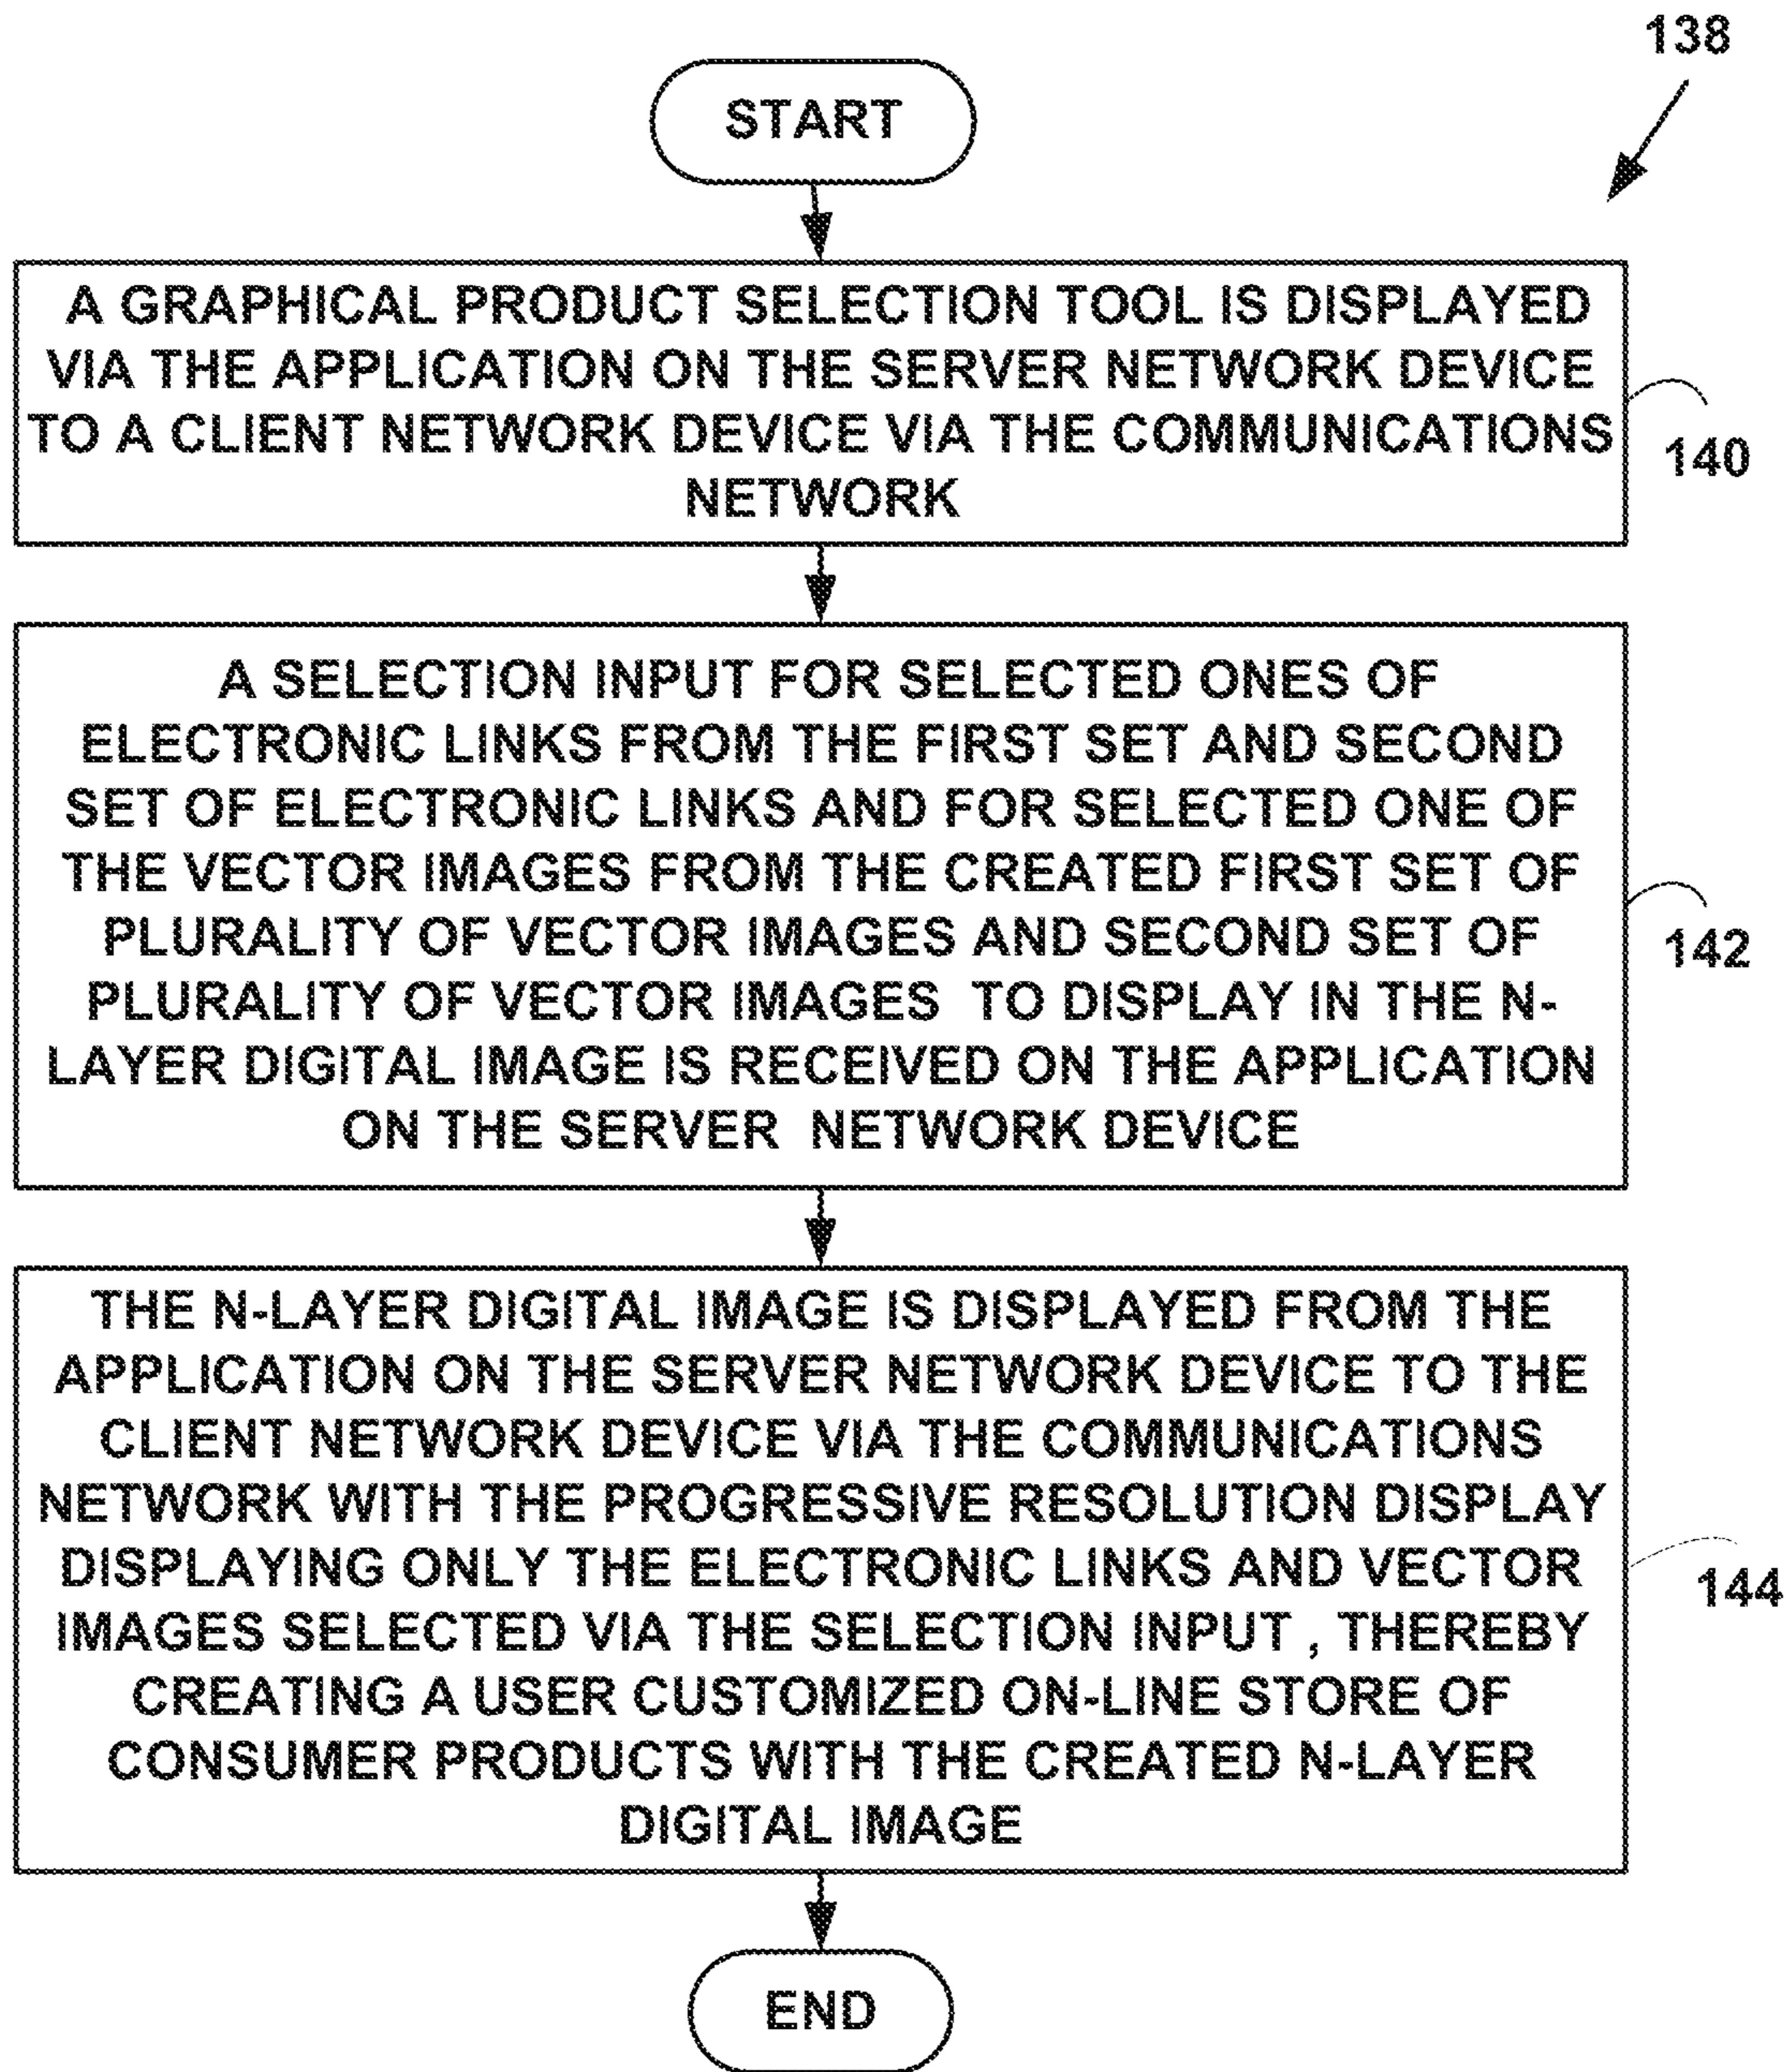 138
START
A GRAPHICAL PRODUCT SELECTION TOOL IS DISPLAYED
VIA THE APPLICATION ON THE SERVER NETWORK DEVICE
TO A CLIENT NETWORK DEVICE VIA THE COMMUNICATIONS
NETWORK
140
A SELECTION INPUT FOR SELECTED ONES OF
ELECTRONIC LINKS FROM THE FIRST SET AND SECOND
SET OF ELECTRONIC LINKS AND FOR SELECTED ONE OF
THE VECTOR IMAGES FROM THE CREATED FIRST SET OF
PLURALITY OF VECTOR IMAGES AND SECOND SET OF
PLURALITY OF VECTOR IMAGES TO DISPLAY IN THE N-
LAYER DIGITAL IMAGE IS RECEIVED ON THE APPLICATION
ON THE SERVER NETWORK DEVICE
142
THE N-LAYER DIGITAL IMAGE IS DISPLAYED FROM THE
APPLICATION ON THE SERVER NETWORK DEVICE TO THE
CLIENT NETWORK DEVICE VIA THE COMMUNICATIONS
NETWORK WITH THE PROGRESSIVE RESOLUTION DISPLAY
DISPLAYING ONLY THE ELECTRONIC LINKS AND VECTOR
IMAGES SELECTED VIA THE SELECTION INPUT , THEREBY
CREATING A USER CUSTOMIZED ON-LINE STORE OF
CONSUMER PRODUCTS WITH THE CREATED N-LAYER
DIGITAL IMAGE
144
END